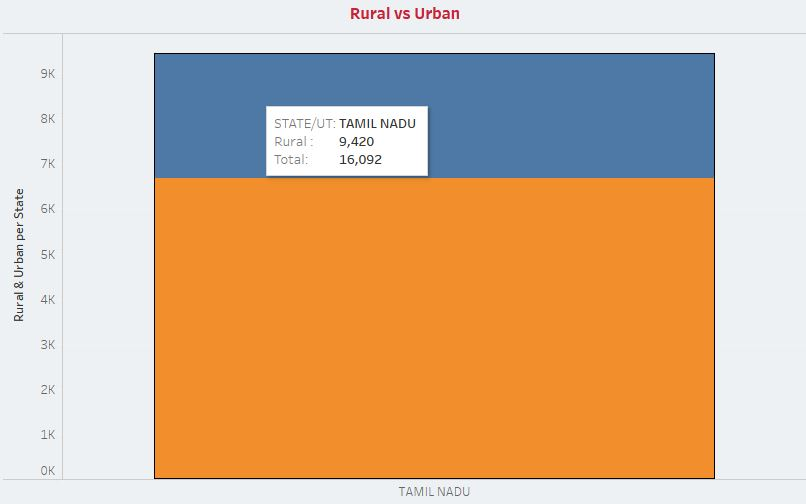 Rural vs Urban
9K
8K
7K
6K
5K
4K
3K
2K
1K
0K
Rural & Urban per State
STATE/UT: TAMIL NADU
Rural : 9,420
Total: 16,092
TAMIL NADU